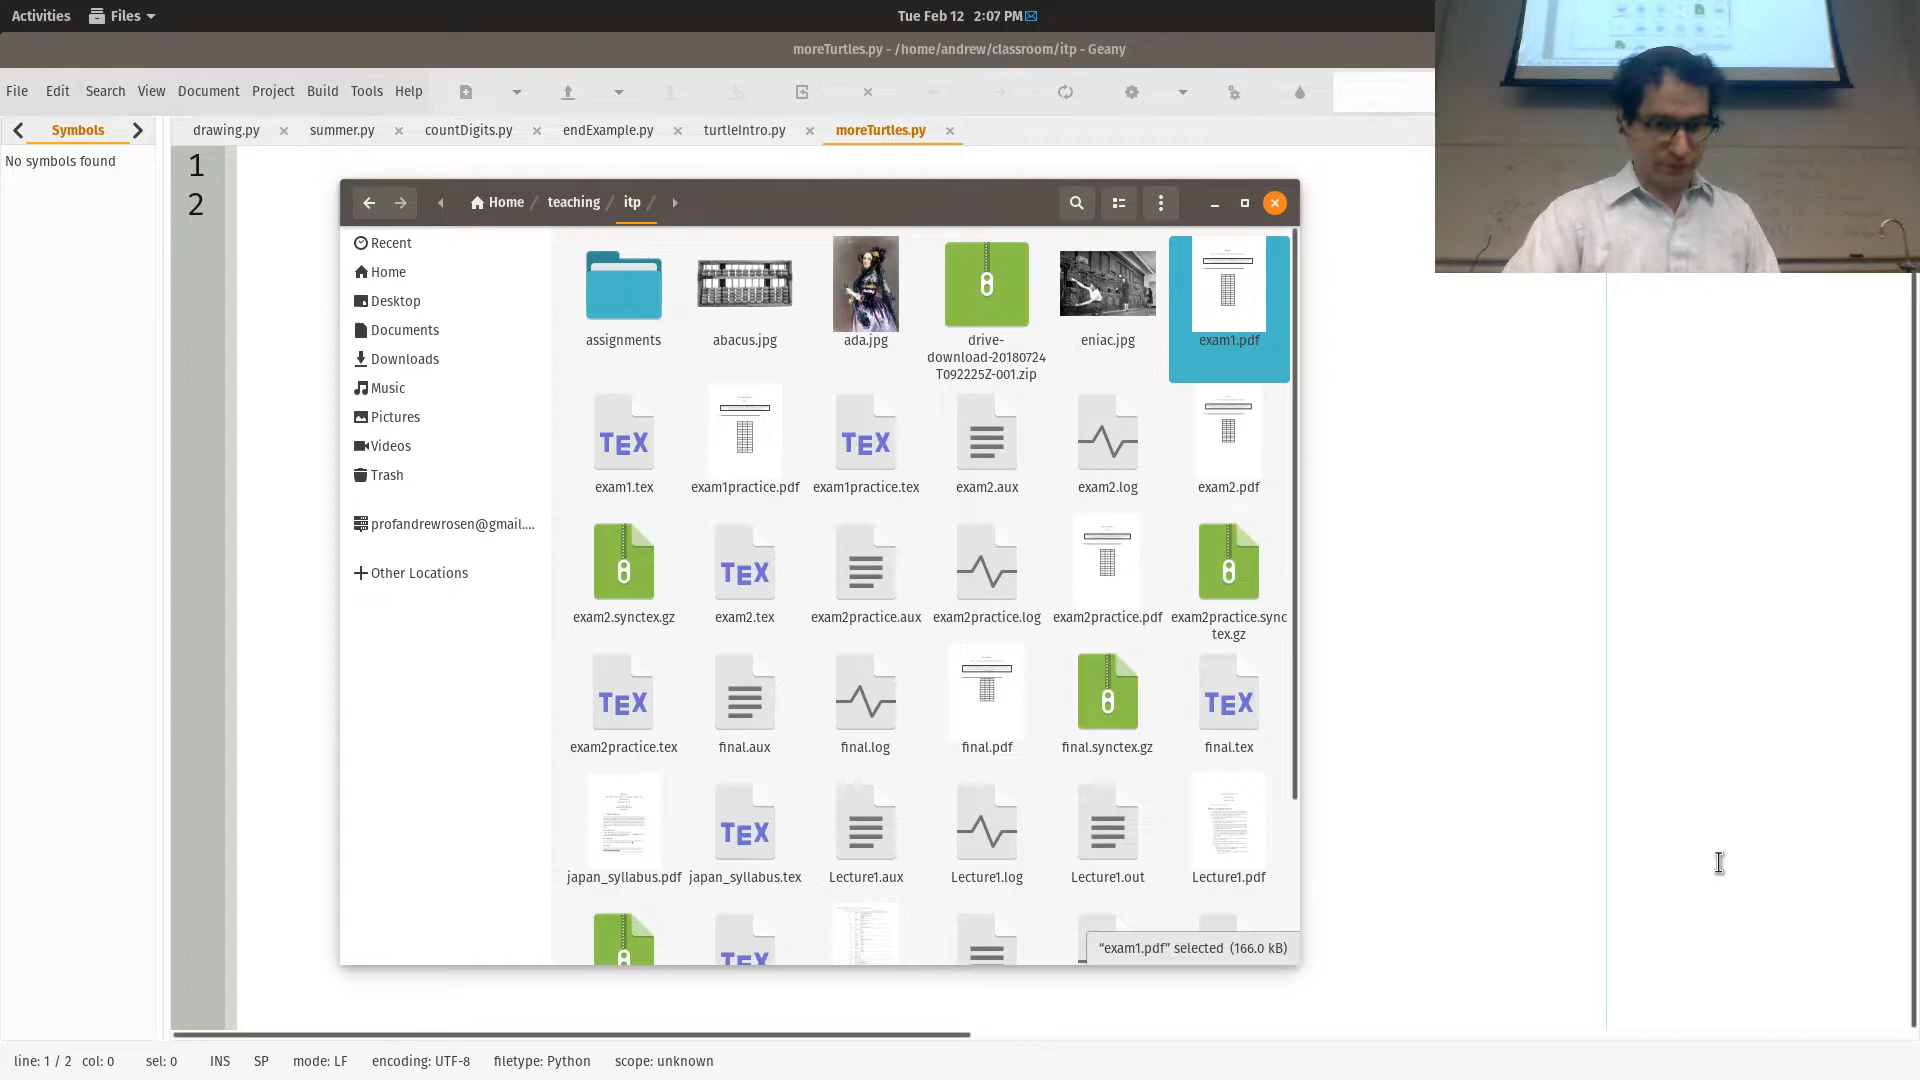 Activities Files Tue Feb 12 2:07 PM
moreTurtles.py - /home/andrew/classroom/itp - Geany
File Edit Search View Document Project Build Tools Help
Symbols drawing.py summer.py countDigits.py endExample.py turtleIntro.py moreTurtles.py
No symbols found
1
2
Home / teaching / itp /
Recent
Home
Desktop
Documents
Downloads
Music
Pictures
Videos
Trash
profandrewrosen@gmail....
Other Locations
assignments abacus.jpg ada.jpg drive-download-20180724T092225Z-001.zip eniac.jpg exam1.pdf
TEX TEX
exam1.tex exam1practice.pdf exam1practice.tex exam2.aux exam2.log exam2.pdf
TEX
exam2.synctex.gz exam2.tex exam2practice.aux exam2practice.log exam2practice.pdf exam2practice.synctex.gz
TEX TEX
exam2practice.tex final.aux final.log final.pdf final.synctex.gz final.tex
TEX
japan_syllabus.pdf japan_syllabus.tex Lecture1.aux Lecture1.log Lecture1.out Lecture1.pdf
TEX
“exam1.pdf” selected (166.0 kB)
line: 1 / 2 col: 0 sel: 0 INS SP mode: LF encoding: UTF-8 filetype: Python scope: unknown